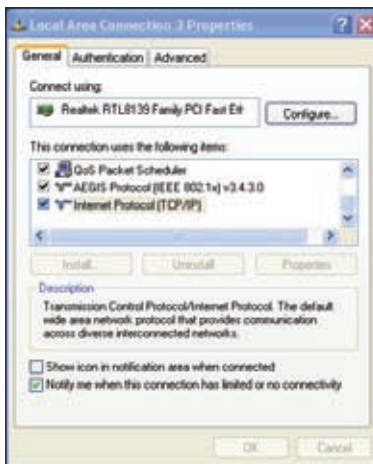 Local Area Connection 3 Properties
General Authentication Advanced
Connect using:
Realtek RTL8139 Family PCI Fast Eth
Configure...
This connection uses the following items:
QoS Packet Scheduler
AEGIS Protocol (IEEE 802.1x) v3.4.3.0
Internet Protocol (TCP/IP)
Install...
Uninstall
Properties
Description
Transmission Control Protocol/Internet Protocol. The default
wide area network protocol that provides communication
across diverse interconnected networks.
Show icon in notification area when connected
Notify me when this connection has limited or no connectivity
OK
Cancel